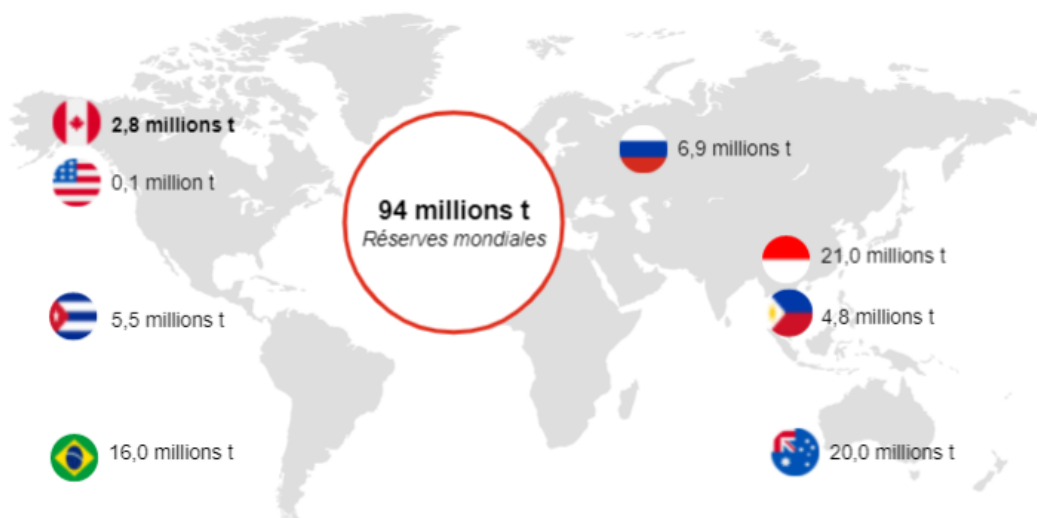 2,8 millions t
0,1 million t
5,5 millions t
16,0 millions t
94 millions t
Réserves mondiales
6,9 millions t
21,0 millions t
4,8 millions t
20,0 millions t